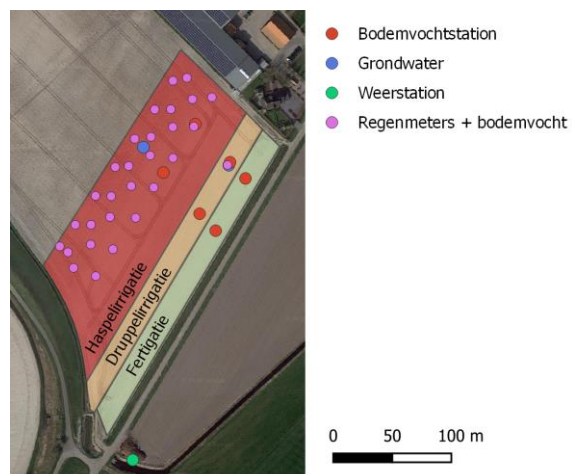 Bodemvochtstation
Grondwater
Weerstation
Regenmeters + bodemvocht
Haspelirrigatie
Druppelirrigatie
Fertigatie
0 50 100 m